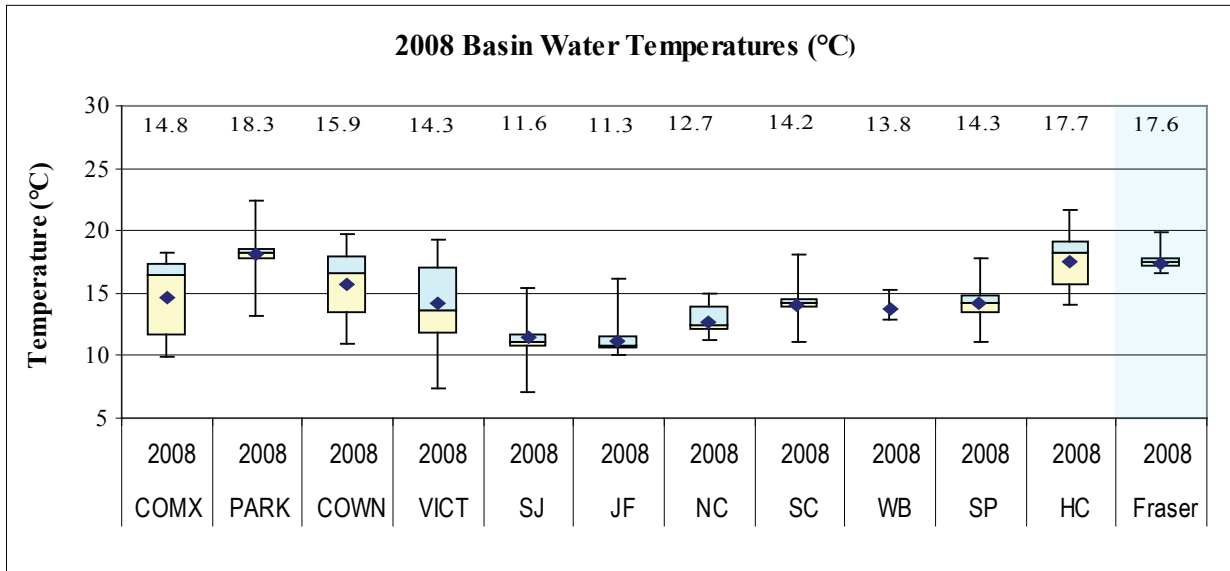 2008 Basin Water Temperatures (°C)
30
14.8 18.3 15.9 14.3 11.6 11.3 12.7 14.2 13.8 14.3 17.7 17.6
25
20
15
10
5
Temperature (°C)
2008 2008 2008 2008 2008 2008 2008 2008 2008 2008 2008 2008
COMX PARK COWN VICT SJ JF NC SC WB SP HC Fraser